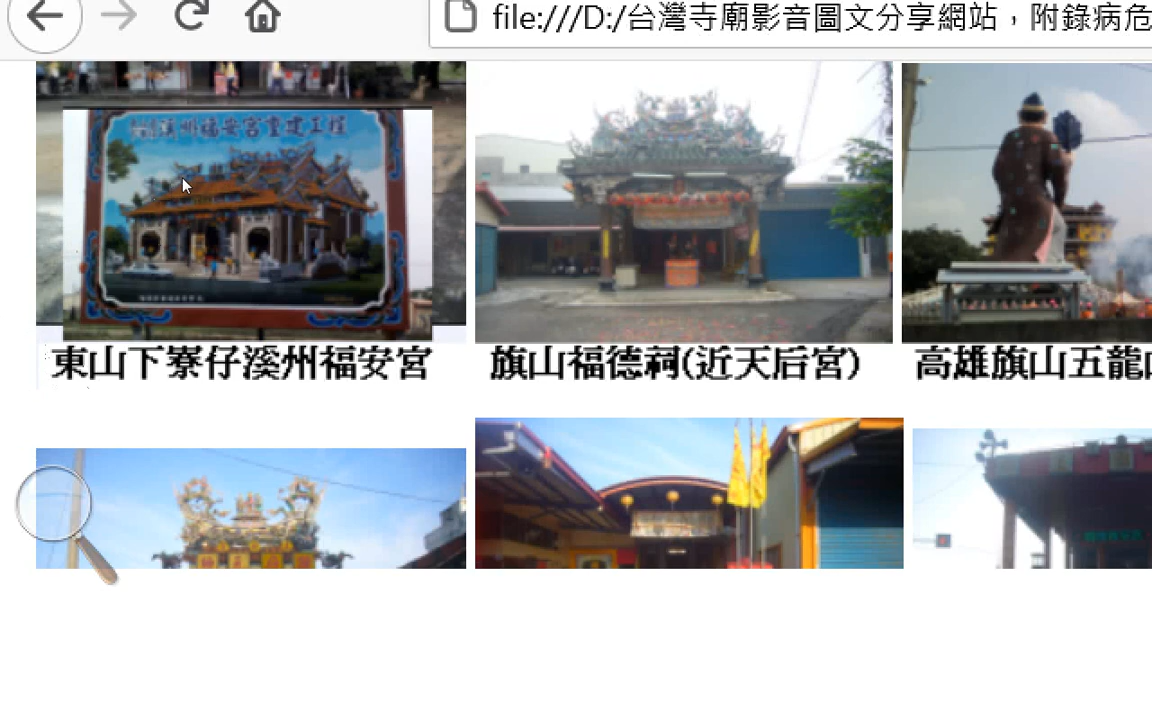 file:///D:/台灣寺廟影音圖文分享網站，附錄病危
溪州福安宮重建工程
東山下寮仔溪州福安宮
旗山福德祠(近天后宮)
高雄旗山五龍